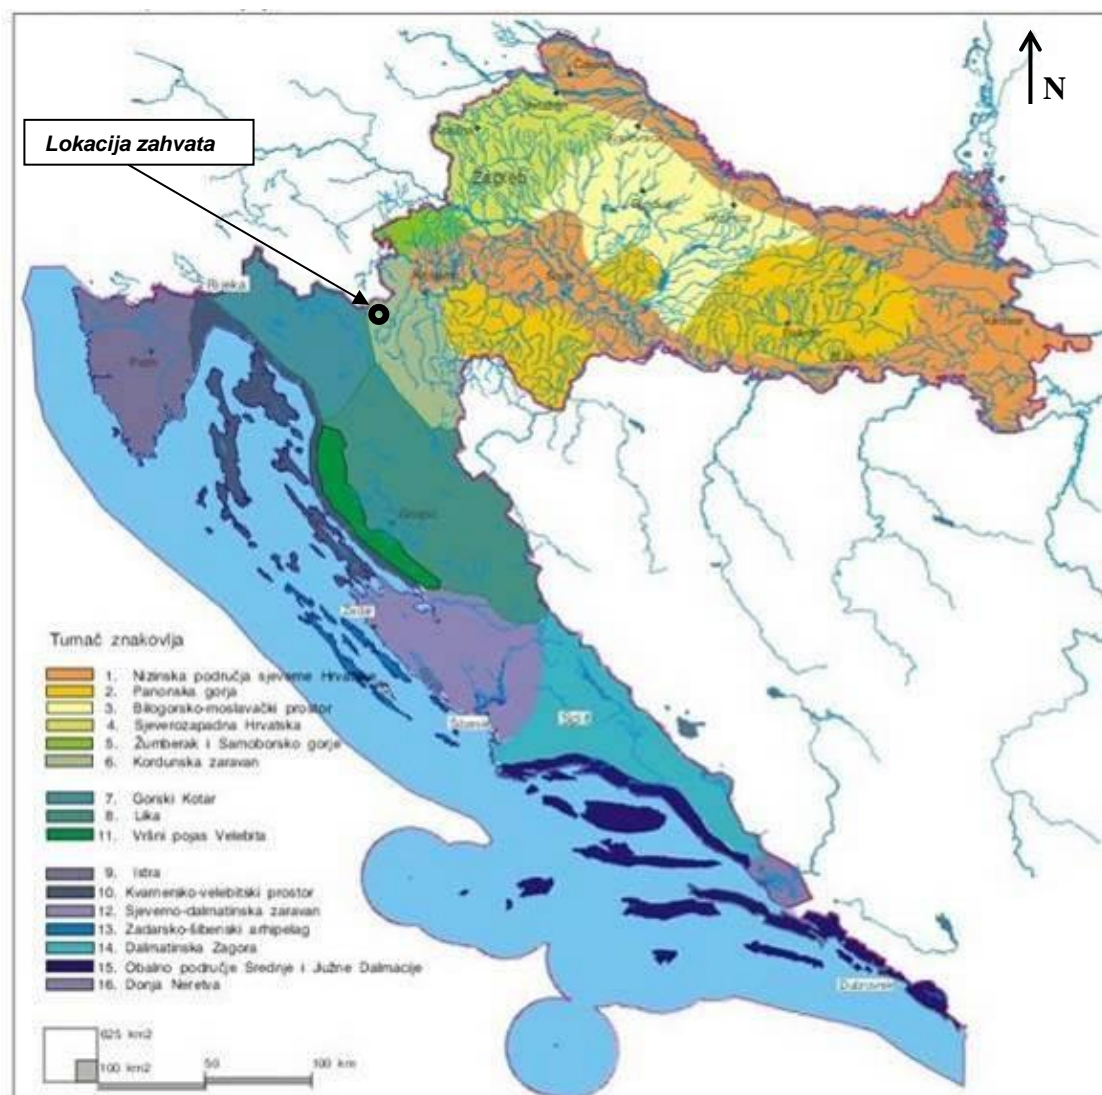 N
Lokacija zahvata
Zagreb
Rijeka
Gospić
Zadar
Split
Dubrovnik
Tumač znakovlja
1. Nizinska područja sjeverne Hrvatske
2. Panonska gorja
3. Bilogorsko-moslavački prostor
4. Sjeverozapadna Hrvatska
5. Žumberak i Samoborsko gorje
6. Kordunska zaravan
7. Gorski Kotar
8. Lika
11. Vršni pojas Velebita
9. Istra
10. Kvarnersko-velebitski prostor
12. Sjeverno-dalmatinska zaravan
13. Zadarsko-šibenski arhipelag
14. Dalmatinska Zagora
15. Obalno područje Srednje i Južne Dalmacije
16. Donja Neretva
625 km2
100 km2
50
100 km